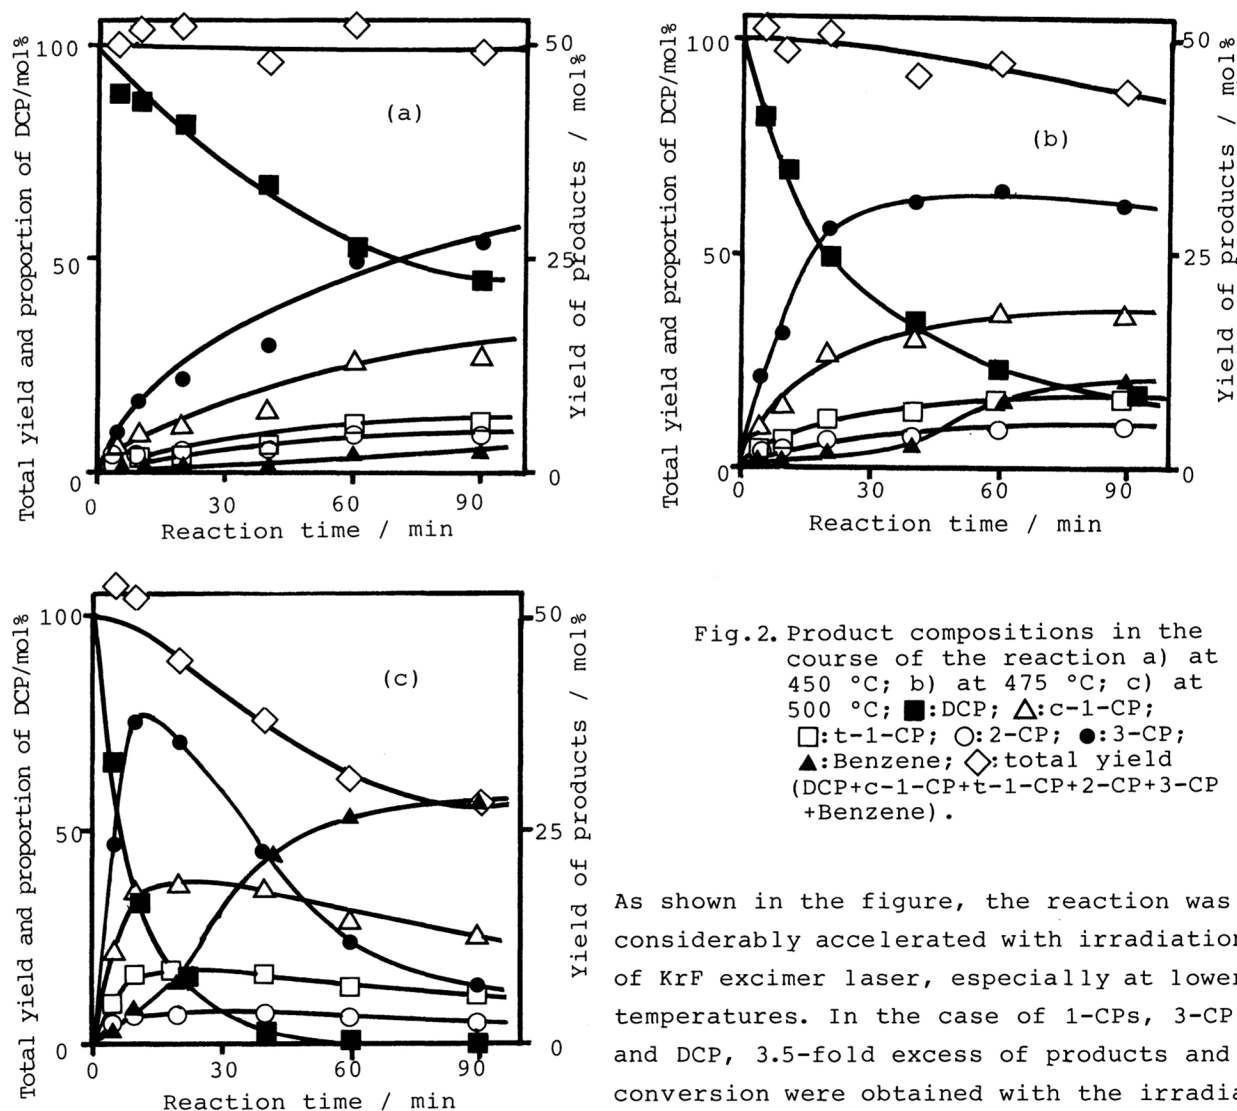 Total yield and proportion of DCP/mol%
100
50
0
0
30
60
90
Reaction time / min
50
25
0
Yield of products / mol%
(a)
Total yield and proportion of DCP/mol%
100
50
0
0
30
60
90
Reaction time / min
50
25
0
Yield of products / mol%
(b)
Total yield and proportion of DCP/mol%
100
50
0
0
30
60
90
Reaction time / min
50
25
0
Yield of products / mol%
(c)
Fig.2. Product compositions in the
course of the reaction a) at
450 °C; b) at 475 °C; c) at
500 °C; ■:DCP; △:c-1-CP;
□:t-1-CP; ○:2-CP; ●:3-CP;
▲:Benzene; ◇:total yield
(DCP+c-1-CP+t-1-CP+2-CP+3-CP
+Benzene).
As shown in the figure, the reaction was
considerably accelerated with irradiation
of KrF excimer laser, especially at lower
temperatures. In the case of 1-CPs, 3-CP
and DCP, 3.5-fold excess of products and
conversion were obtained with the irradia